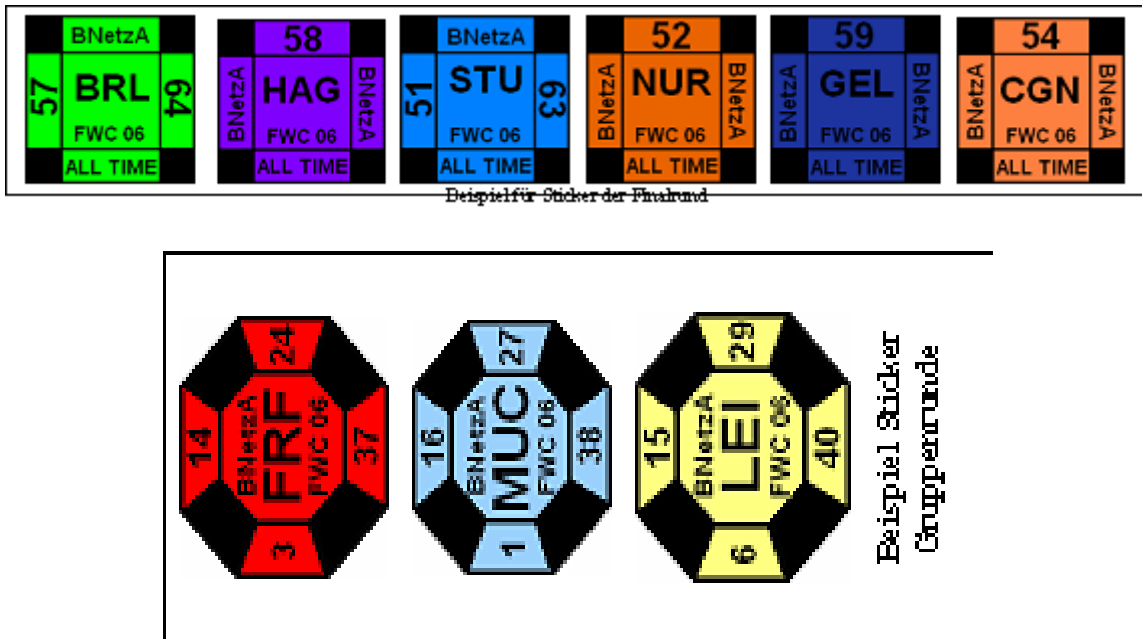 BNetzA
57 BRL 64
FWC 06
ALL TIME
58
BNetzA HAG BNetzA
FWC 06
ALL TIME
BNetzA
51 STU 63
FWC 06
ALL TIME
52
BNetzA NUR BNetzA
FWC 06
ALL TIME
59
BNetzA GEL BNetzA
FWC 06
ALL TIME
54
BNetzA CGN BNetzA
FWC 06
ALL TIME
Beispiel für Sticker der Finalrund
14
3 BNetzA 24
FRF
FWC 06
37
16
1 BNetzA 27
MUC
FWC 06
38
15
6 BNetzA 29
LEI
FWC 06
40
Beispiel Sticker
Gruppenrunde